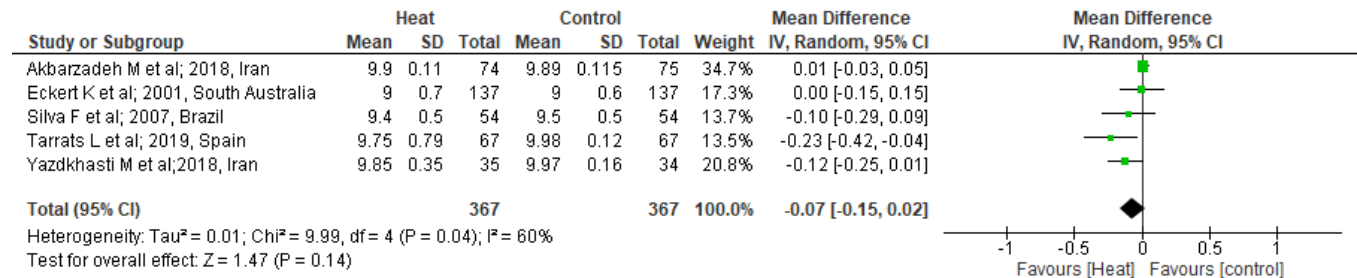 Heat Control Mean Difference Mean Difference
Study or Subgroup Mean SD Total Mean SD Total Weight IV, Random, 95% CI IV, Random, 95% CI
Akbarzadeh M et al; 2018, Iran 9.9 0.11 74 9.89 0.115 75 34.7% 0.01 [-0.03, 0.05]
Eckert K et al; 2001, South Australia 9 0.7 137 9 0.6 137 17.3% 0.00 [-0.15, 0.15]
Silva F et al; 2007, Brazil 9.4 0.5 54 9.5 0.5 54 13.7% -0.10 [-0.29, 0.09]
Tarrats L et al; 2019, Spain 9.75 0.79 67 9.98 0.12 67 13.5% -0.23 [-0.42, -0.04]
Yazdkhasti M et al;2018, Iran 9.85 0.35 35 9.97 0.16 34 20.8% -0.12 [-0.25, 0.01]
Total (95% CI) 367 367 100.0% -0.07 [-0.15, 0.02]
Heterogeneity: Tau² = 0.01; Chi² = 9.99, df = 4 (P = 0.04); I² = 60%
Test for overall effect: Z = 1.47 (P = 0.14)
-1 -0.5 0 0.5 1
Favours [Heat] Favours [control]